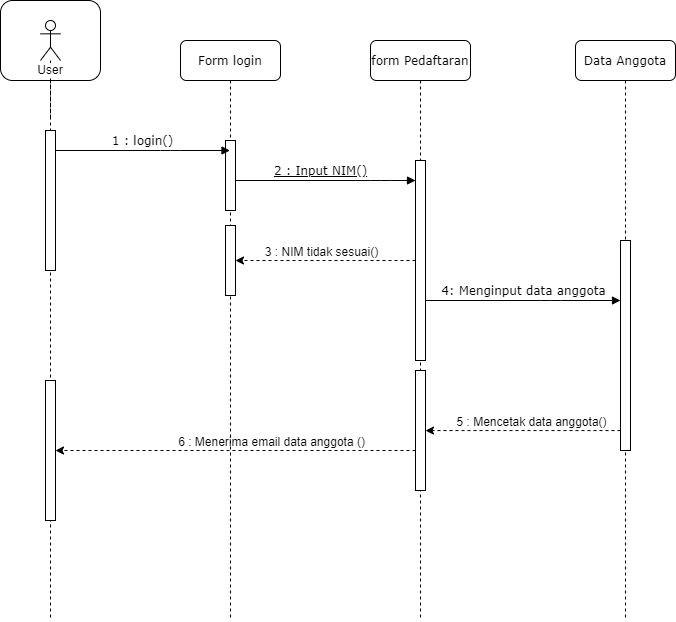 User
Form login
form Pedaftaran
Data Anggota
1 : login()
2 : Input NIM()
3 : NIM tidak sesuai()
4: Menginput data anggota
5 : Mencetak data anggota()
6 : Menerima email data anggota ()